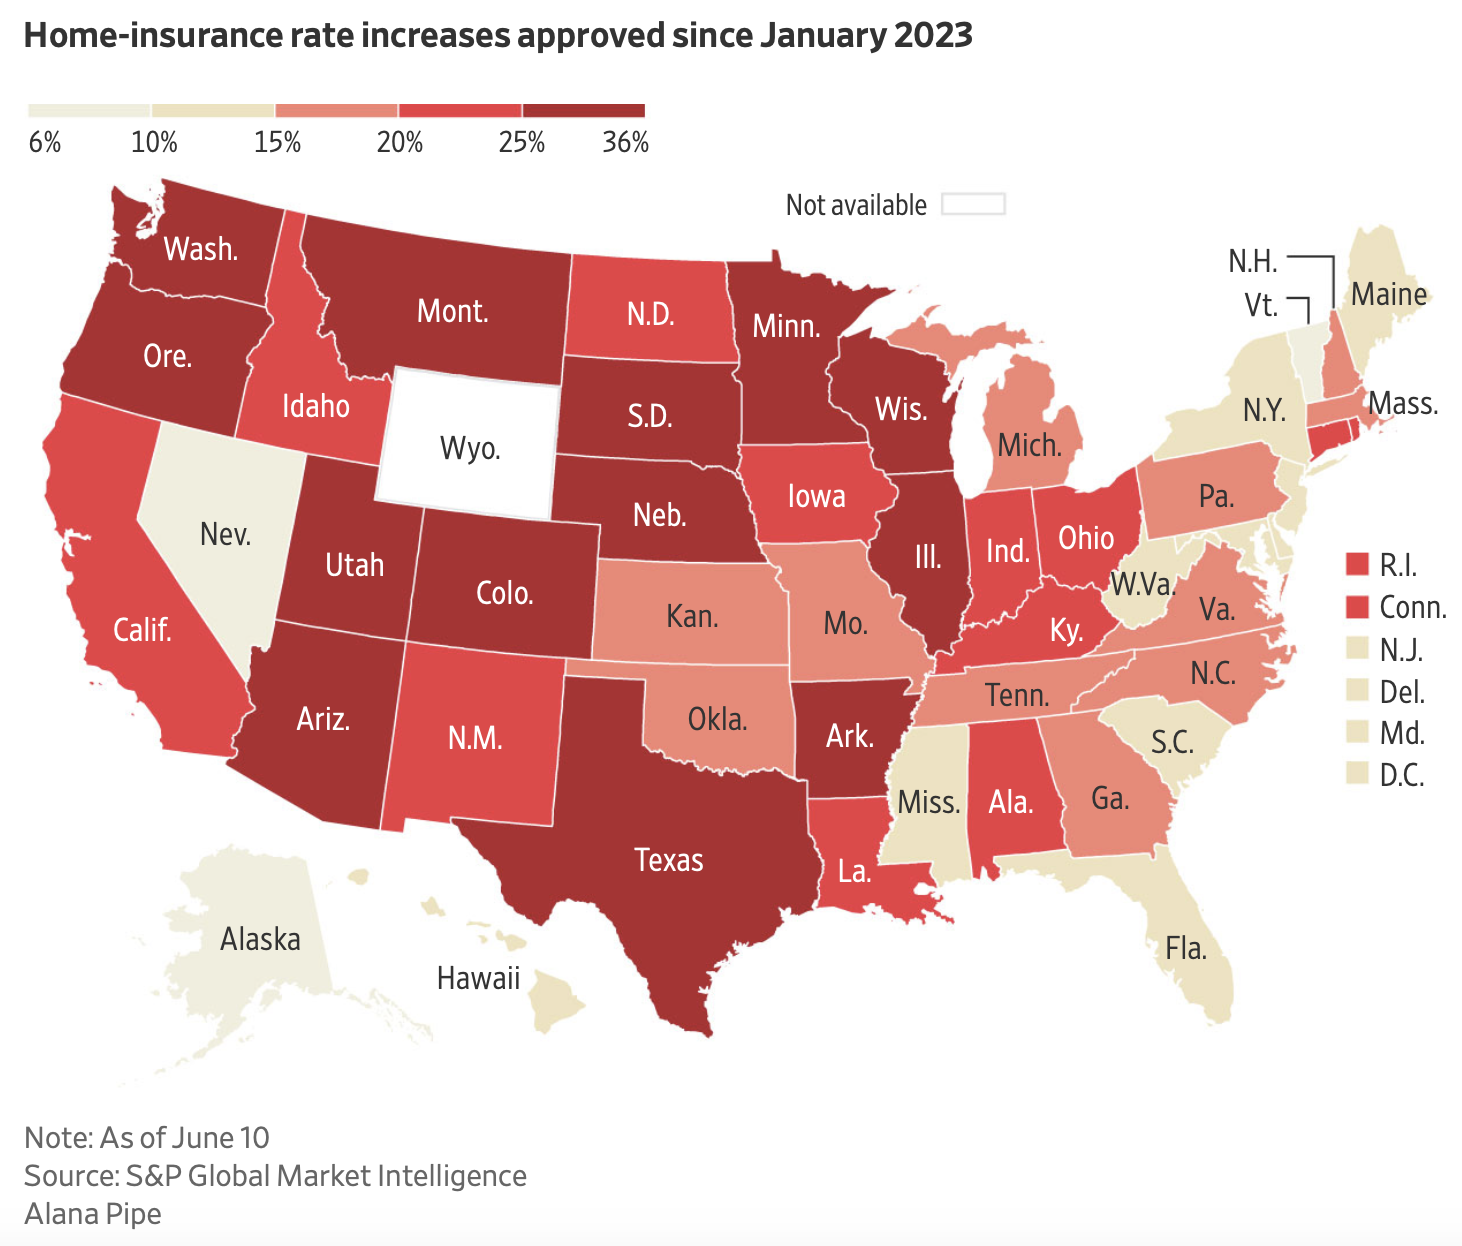 Home-insurance rate increases approved since January 2023
6% 10% 15% 20% 25% 36%
Not available
Wash.
Mont.
N.D.
Minn.
N.H.
Vt.
Maine
Ore.
Idaho
S.D.
Wis.
Mich.
N.Y.
Mass.
Wyo.
Nev.
Utah
Colo.
Neb.
Iowa
Ill.
Ind.
Ohio
Pa.
W.Va.
Va.
Calif.
Kan.
Mo.
Ky.
N.C.
Tenn.
Ariz.
N.M.
Okla.
Ark.
S.C.
Miss.
Ala.
Ga.
Texas
La.
Fla.
Alaska
Hawaii
R.I.
Conn.
N.J.
Del.
Md.
D.C.
Note: As of June 10
Source: S&P Global Market Intelligence
Alana Pipe